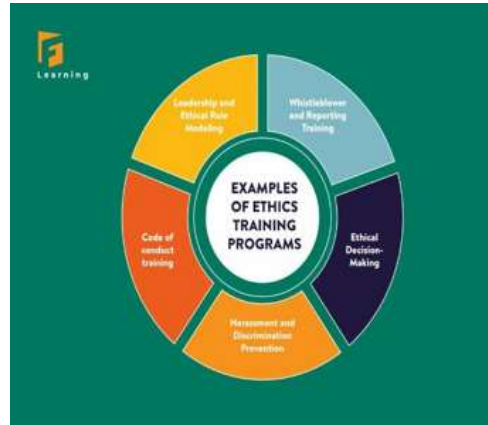 Learning
Leadership and
Ethical Role
Modeling
Whistleblower
and Reporting
Training
EXAMPLES
OF ETHICS
TRAINING
PROGRAMS
Code of
conduct
training
Ethical
Decision-
Making
Harassment and
Discrimination
Prevention